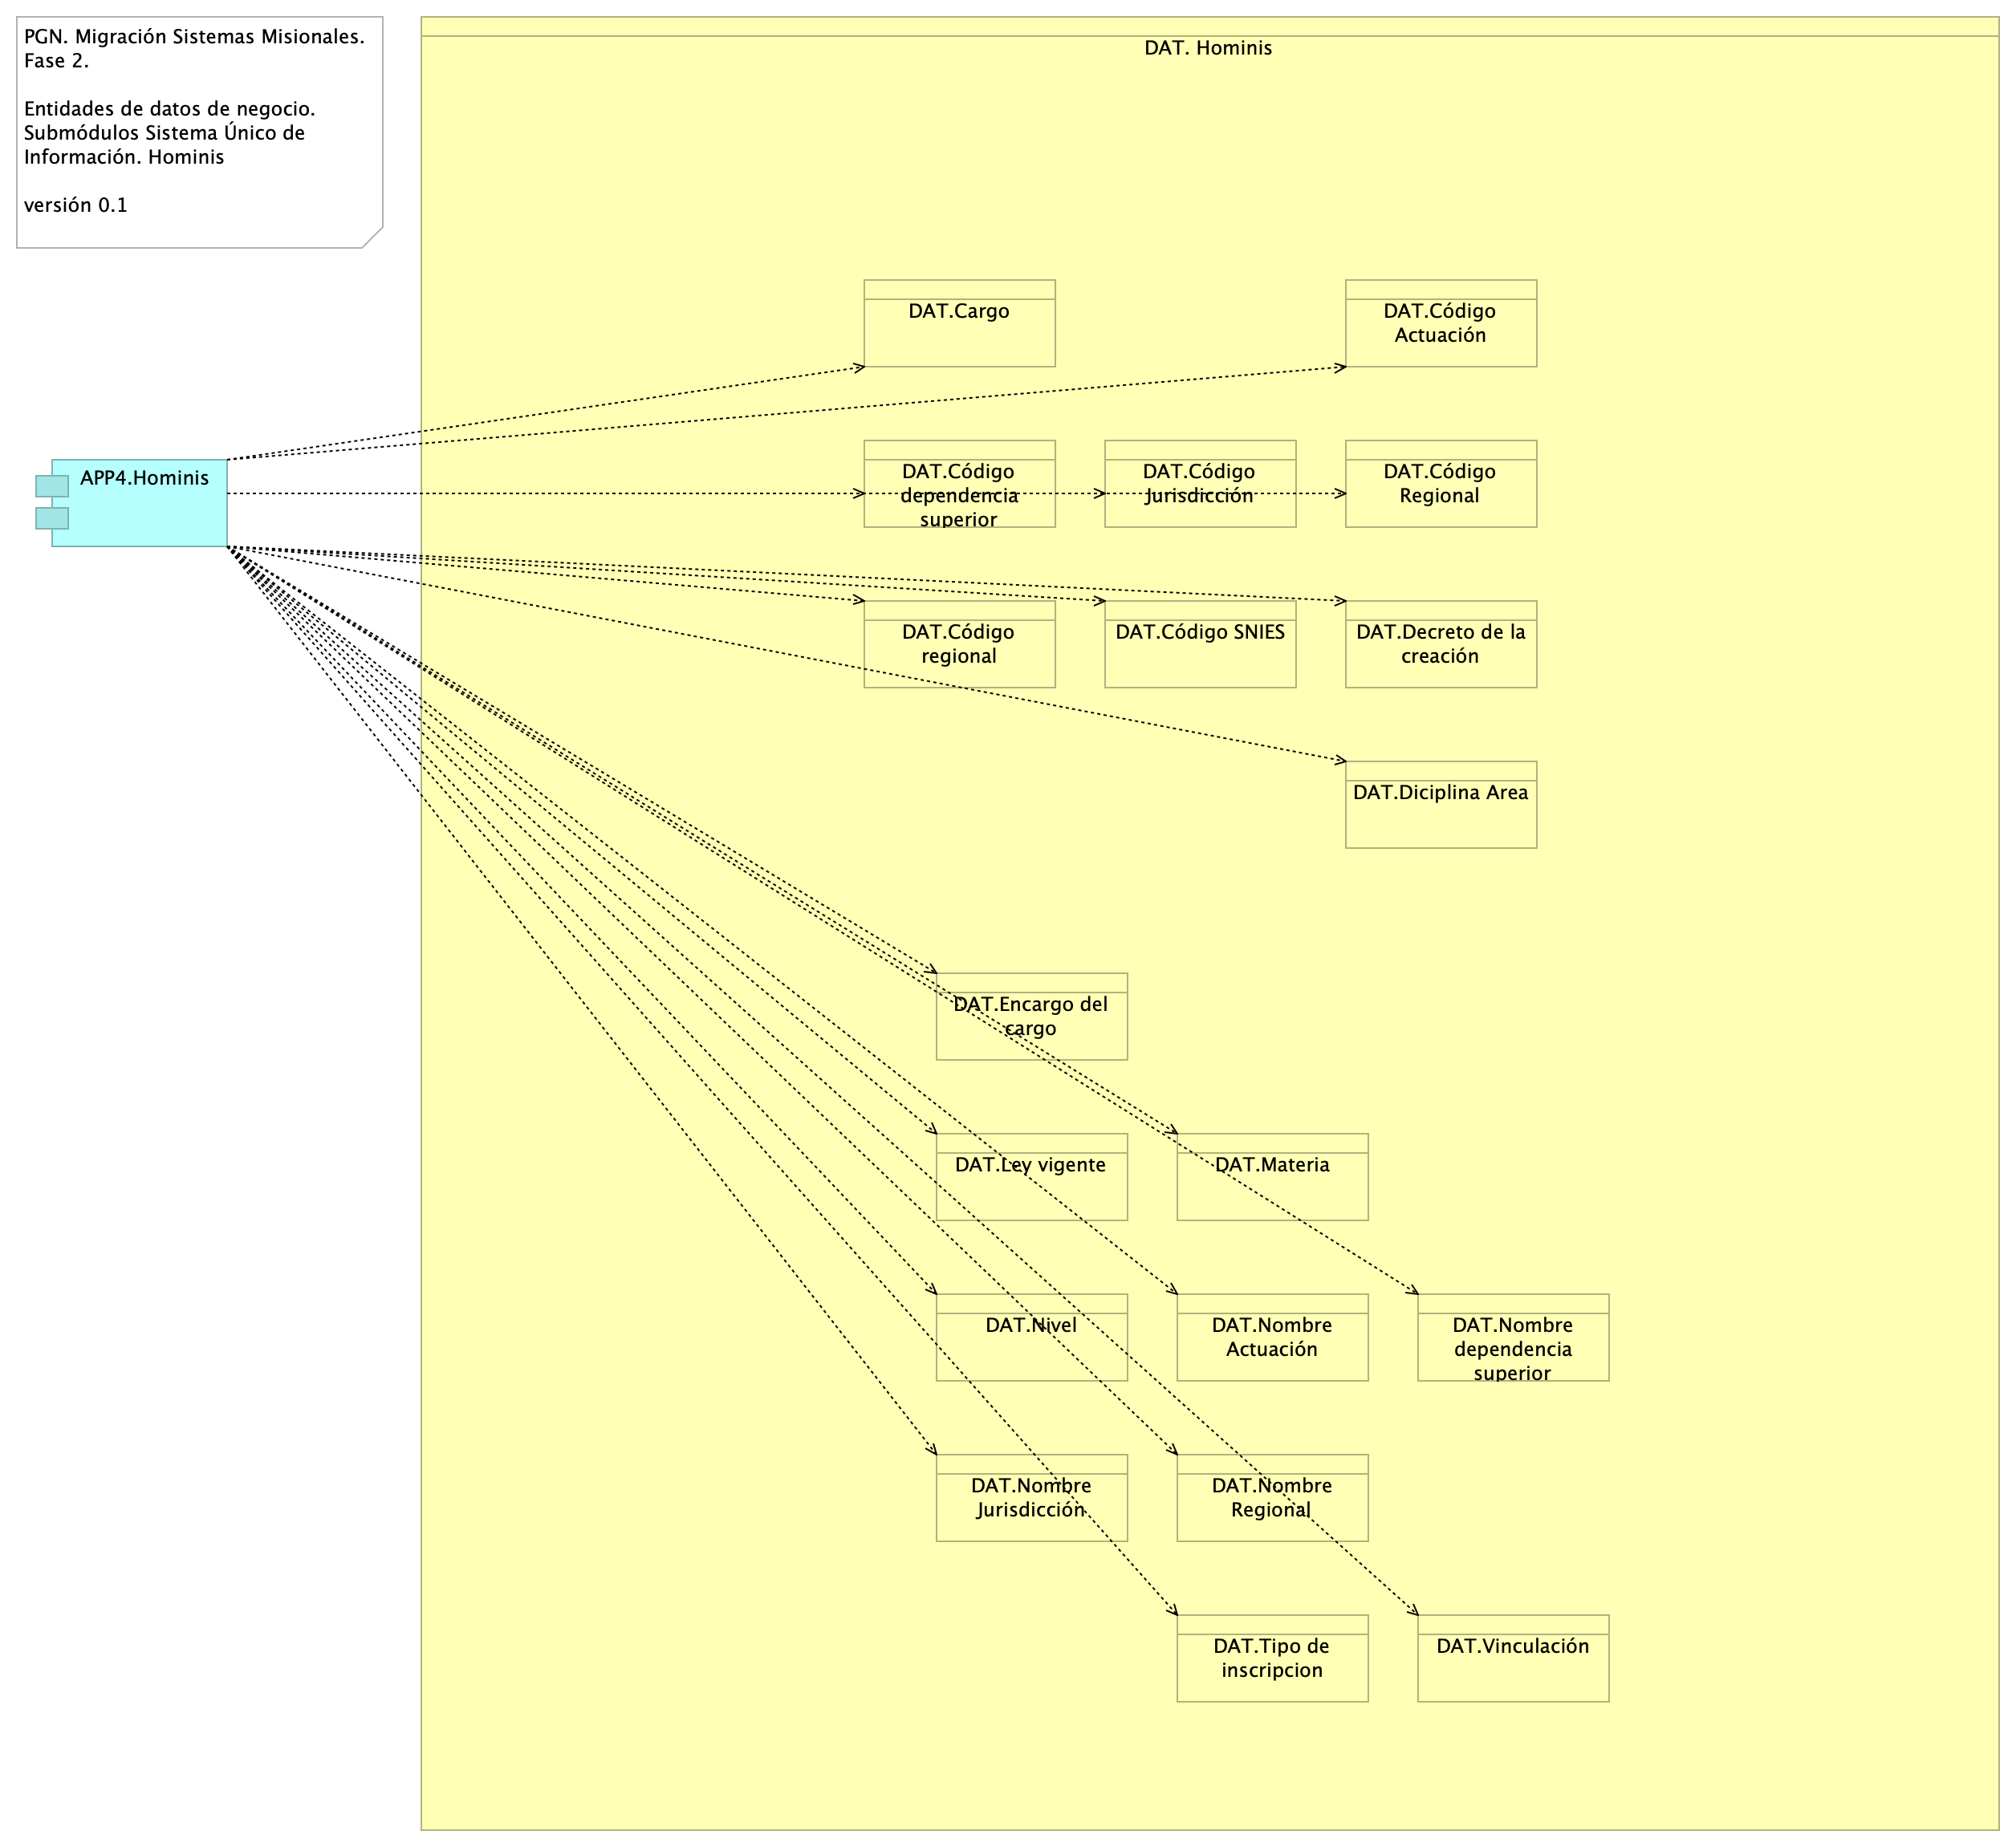 PGN. Migración Sistemas Misionales.
Fase 2.
Entidades de datos de negocio.
Submódulos Sistema Único de
Información. Hominis
versión 0.1
DAT. Hominis
DAT.Cargo
DAT.Código
Actuación
APP4.Hominis
DAT.Código
dependencia
superior
DAT.Código
Jurisdicción
DAT.Código
Regional
DAT.Código
regional
DAT.Código SNIES
DAT.Decreto de la
creación
DAT.Diciplina Area
DAT.Encargo del
cargo
DAT.Ley vigente
DAT.Materia
DAT.Nivel
DAT.Nombre
Actuación
DAT.Nombre
dependencia
superior
DAT.Nombre
Jurisdicción
DAT.Nombre
Regional
DAT.Tipo de
inscripcion
DAT.Vinculación